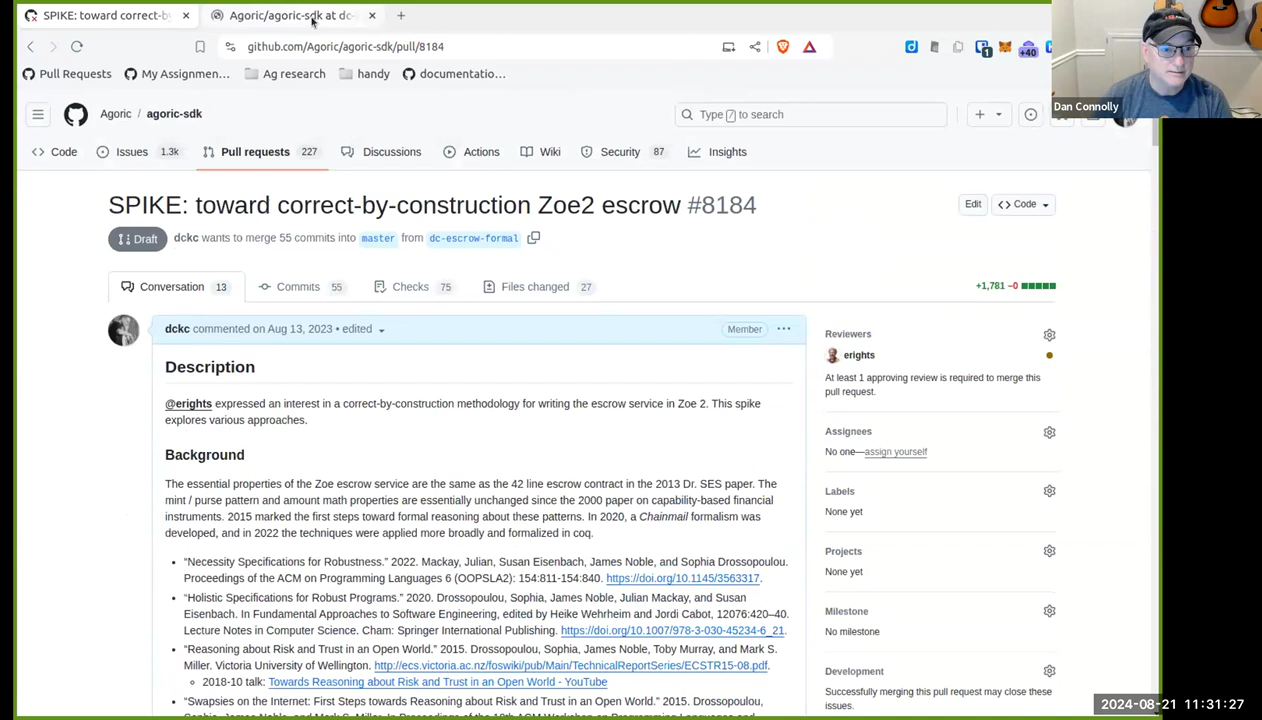 SPIKE: toward correct-b
Agoric/agoric-sdk at dc-
github.com/Agoric/agoric-sdk/pull/8184
1
+40
Pull Requests
My Assignmen...
Ag research
handy
documentatio...
Dan Connolly
Agoric / agoric-sdk
Type / to search
Code
Issues 1.3k
Pull requests 227
Discussions
Actions
Wiki
Security 87
Insights
SPIKE: toward correct-by-construction Zoe2 escrow #8184
Edit
<> Code
Draft
dckc wants to merge 55 commits into master from dc-escrow-formal
Conversation 13
Commits 55
Checks 75
Files changed 27
+1,781 −0
dckc commented on Aug 13, 2023 • edited
Member
Description
@erights expressed an interest in a correct-by-construction methodology for writing the escrow service in Zoe 2. This spike
explores various approaches.
Background
The essential properties of the Zoe escrow service are the same as the 42 line escrow contract in the 2013 Dr. SES paper. The
mint / purse pattern and amount math properties are essentially unchanged since the 2000 paper on capability-based financial
instruments. 2015 marked the first steps toward formal reasoning about these patterns. In 2020, a Chainmail formalism was
developed, and in 2022 the techniques were applied more broadly and formalized in coq.
• “Necessity Specifications for Robustness.” 2022. Mackay, Julian, Susan Eisenbach, James Noble, and Sophia Drossopoulou.
Proceedings of the ACM on Programming Languages 6 (OOPSLA2): 154:811-154:840. https://doi.org/10.1145/3563317.
• “Holistic Specifications for Robust Programs.” 2020. Drossopoulou, Sophia, James Noble, Julian Mackay, and Susan
Eisenbach. In Fundamental Approaches to Software Engineering, edited by Heike Wehrheim and Jordi Cabot, 12076:420–40.
Lecture Notes in Computer Science. Cham: Springer International Publishing. https://doi.org/10.1007/978-3-030-45234-6_21.
• “Reasoning about Risk and Trust in an Open World.” 2015. Drossopoulou, Sophia, James Noble, Toby Murray, and Mark S.
Miller. Victoria University of Wellington. http://ecs.victoria.ac.nz/foswiki/pub/Main/TechnicalReportSeries/ECSTR15-08.pdf.
◦ 2018-10 talk: Towards Reasoning about Risk and Trust in an Open World - YouTube
• “Swapsies on the Internet: First Steps towards Reasoning about Risk and Trust in an Open World.” 2015. Drossopoulou,
Reviewers
erights
At least 1 approving review is required to merge this
pull request.
Assignees
No one—assign yourself
Labels
None yet
Projects
None yet
Milestone
No milestone
Development
Successfully merging this pull request may close these
issues.
2024-08-21 11:31:27